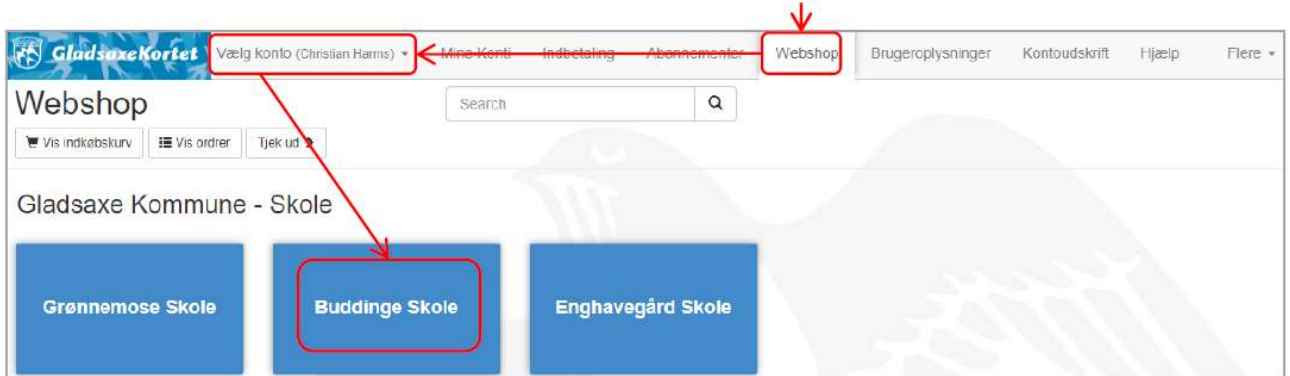 GladsaxeKortet Vælg konto (Christian Harms) Mine Konti Indbetaling Abonnementer Webshop Brugeroplysninger Kontoudskrift Hjælp Flere
Webshop
Search
Vis indkøbskurv Vis ordrer Tjek ud
Gladsaxe Kommune - Skole
Grønnemose Skole Buddinge Skole Enghavegård Skole